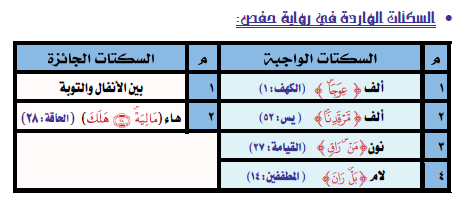 • السكتات الواردة في رواية حفص:
م السكتات الواجبة م السكتات الجائزة
١ ألف ﴿ عِوَجَاۜ ﴾ (الكهف:١) ١ بين الأنفال والتوبة
٢ ألف ﴿ مَّرْقَدِنَاۜ ﴾ (يس:٥٢) ٢ هاء (مَالِيَهْۜ ۝٢٨ هَلَكَ) (الحاقة:٢٨)
٣ نون ﴿ مَنْۜ رَاقٍ ﴾ (القيامة:٢٧)
٤ لام ﴿ بَلْۜ رَانَ ﴾ (المطففين:١٤)